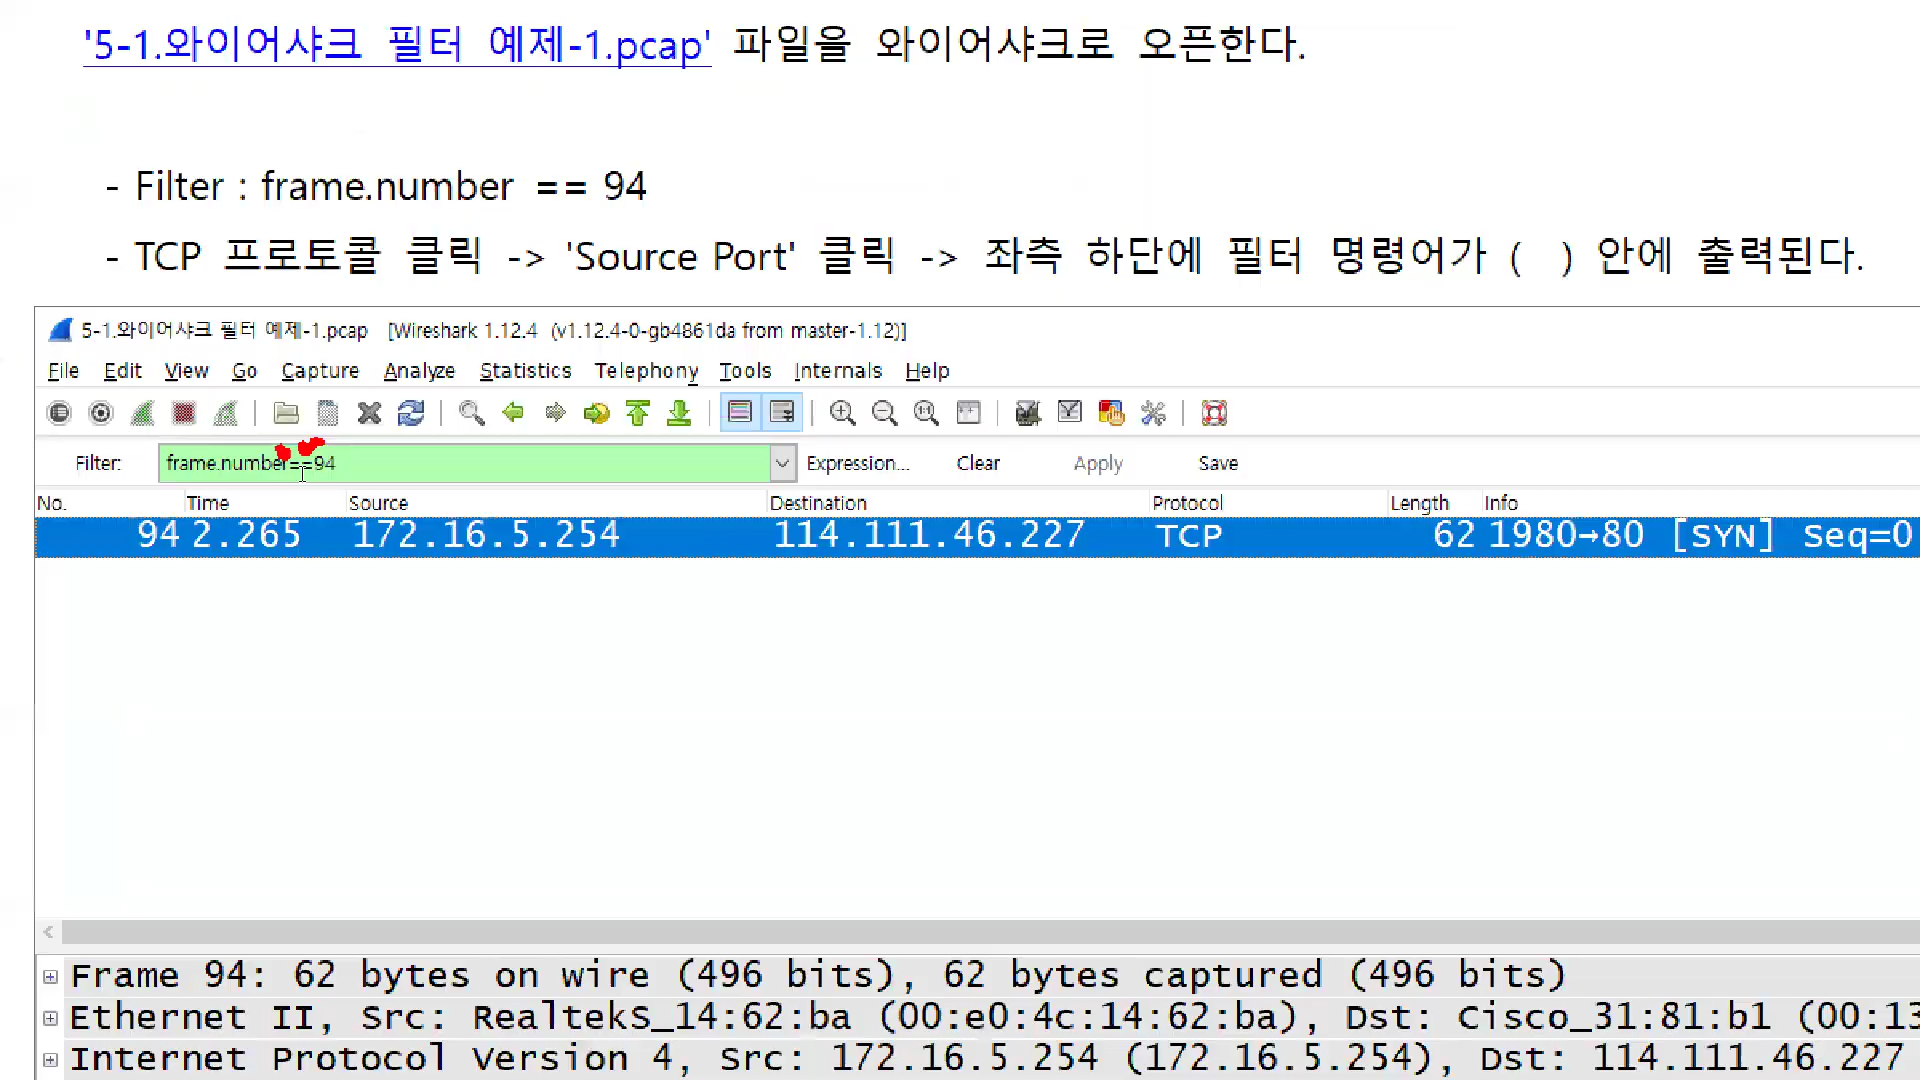 '5-1.와이어샤크 필터 예제-1.pcap' 파일을 와이어샤크로 오픈한다.
- Filter : frame.number == 94
- TCP 프로토콜 클릭 -> 'Source Port' 클릭 -> 좌측 하단에 필터 명령어가 ( ) 안에 출력된다.
5-1.와이어샤크 필터 예제-1.pcap [Wireshark 1.12.4 (v1.12.4-0-gb4861da from master-1.12)]
File Edit View Go Capture Analyze Statistics Telephony Tools Internals Help
Filter: frame.number==94 Expression... Clear Apply Save
No. Time Source Destination Protocol Length Info
94 2.265 172.16.5.254 114.111.46.227 TCP 62 1980→80 [SYN] Seq=0
Frame 94: 62 bytes on wire (496 bits), 62 bytes captured (496 bits)
Ethernet II, Src: RealtekS_14:62:ba (00:e0:4c:14:62:ba), Dst: Cisco_31:81:b1 (00:13
Internet Protocol Version 4, Src: 172.16.5.254 (172.16.5.254), Dst: 114.111.46.227